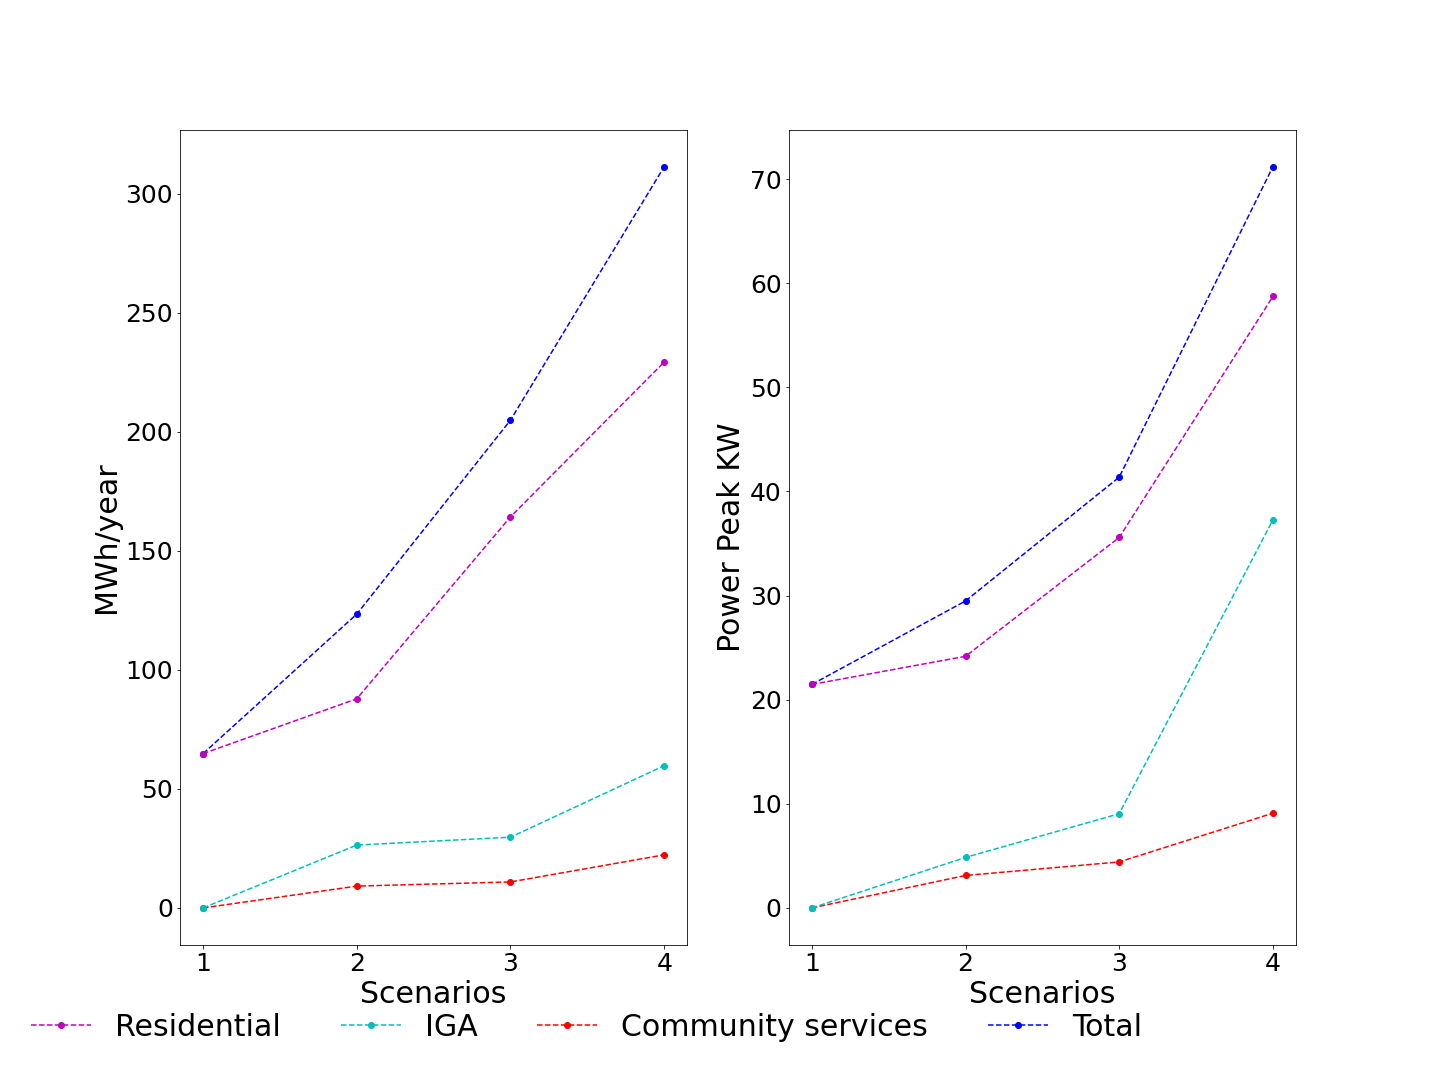 MWh/year
300
250
200
150
100
50
0
1 2 3 4
Scenarios
Power Peak KW
70
60
50
40
30
20
10
0
1 2 3 4
Scenarios
Residential IGA Community services Total